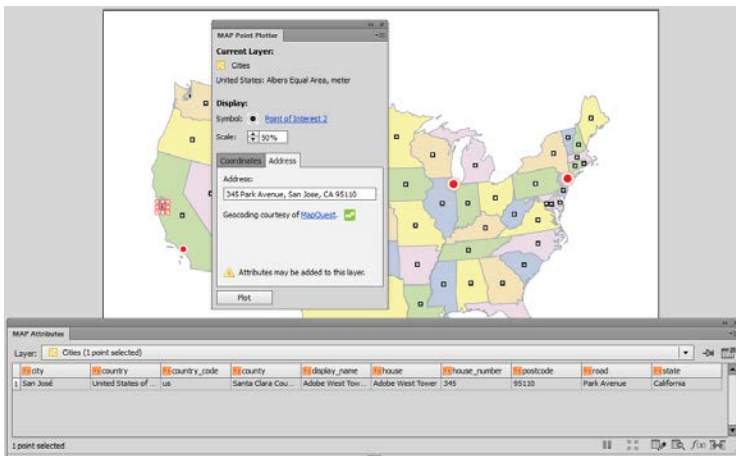 MAP Point Plotter
Current Layer:
Cities
United States: Albers Equal Area, meter
Display:
Symbol: Point of Interest 2
Scale: 50%
Coordinates Address
Address:
345 Park Avenue, San Jose, CA 95110
Geocoding courtesy of MapQuest.
Attributes may be added to this layer.
Plot
MAP Attributes
Layer: Cities (1 point selected)
city country country_code county display_name house house_number postcode road state
1 San José United States of ... us Santa Clara Cou... Adobe West Tow... Adobe West Tower 345 95110 Park Avenue California
1 point selected
f(x)